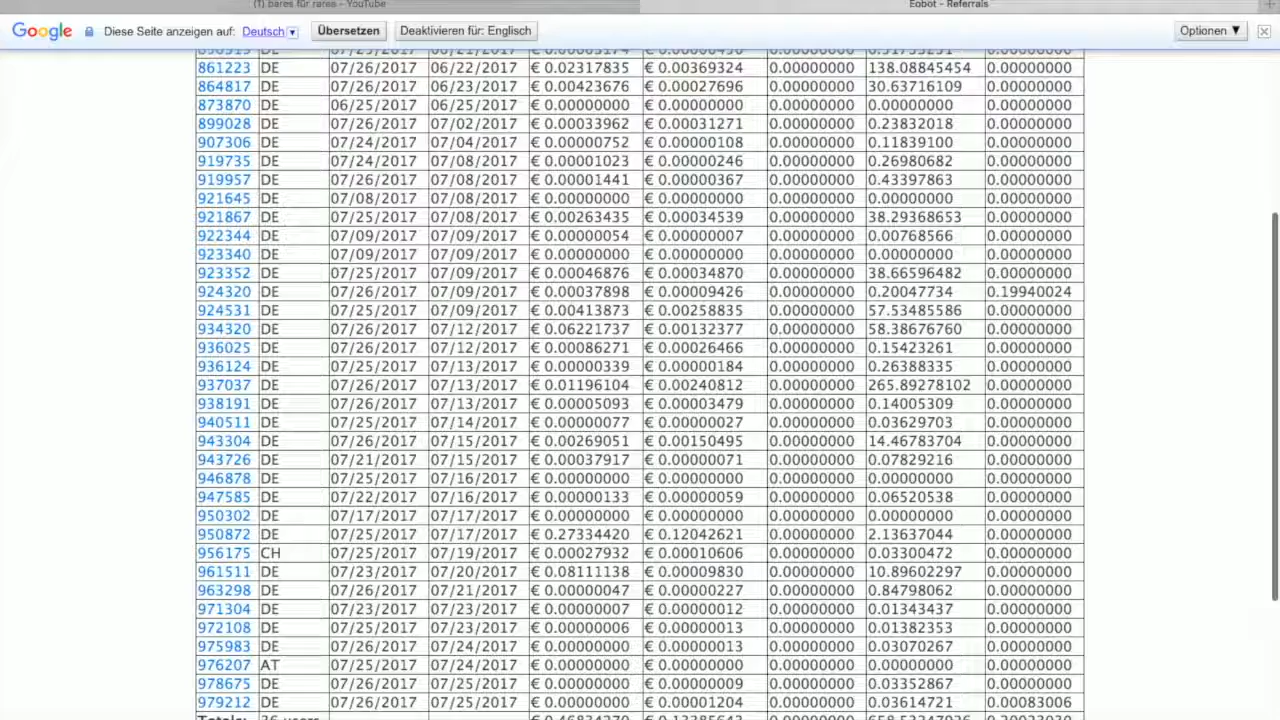 (1) bares für rares - YouTube
Eobot - Referrals
Google Diese Seite anzeigen auf: Deutsch Übersetzen Deaktivieren für: Englisch Optionen ▼
861223 DE 07/26/2017 06/22/2017 € 0.02317835 € 0.00369324 0.00000000 138.08845454 0.00000000
864817 DE 07/26/2017 06/23/2017 € 0.00423676 € 0.00027696 0.00000000 30.63716109 0.00000000
873870 DE 06/25/2017 06/25/2017 € 0.00000000 € 0.00000000 0.00000000 0.00000000 0.00000000
899028 DE 07/26/2017 07/02/2017 € 0.00033962 € 0.00031271 0.00000000 0.23832018 0.00000000
907306 DE 07/24/2017 07/04/2017 € 0.00000752 € 0.00000108 0.00000000 0.11839100 0.00000000
919735 DE 07/24/2017 07/08/2017 € 0.00001023 € 0.00000246 0.00000000 0.26980682 0.00000000
919957 DE 07/26/2017 07/08/2017 € 0.00001441 € 0.00000367 0.00000000 0.43397863 0.00000000
921645 DE 07/08/2017 07/08/2017 € 0.00000000 € 0.00000000 0.00000000 0.00000000 0.00000000
921867 DE 07/25/2017 07/08/2017 € 0.00263435 € 0.00034539 0.00000000 38.29368653 0.00000000
922344 DE 07/09/2017 07/09/2017 € 0.00000054 € 0.00000007 0.00000000 0.00768566 0.00000000
923340 DE 07/09/2017 07/09/2017 € 0.00000000 € 0.00000000 0.00000000 0.00000000 0.00000000
923352 DE 07/25/2017 07/09/2017 € 0.00046876 € 0.00034870 0.00000000 38.66596482 0.00000000
924320 DE 07/26/2017 07/09/2017 € 0.00037898 € 0.00009426 0.00000000 0.20047734 0.19940024
924531 DE 07/25/2017 07/09/2017 € 0.00413873 € 0.00258835 0.00000000 57.53485586 0.00000000
934320 DE 07/26/2017 07/12/2017 € 0.06221737 € 0.00132377 0.00000000 58.38676760 0.00000000
936025 DE 07/26/2017 07/12/2017 € 0.00086271 € 0.00026466 0.00000000 0.15423261 0.00000000
936124 DE 07/25/2017 07/13/2017 € 0.00000339 € 0.00000184 0.00000000 0.26388335 0.00000000
937037 DE 07/26/2017 07/13/2017 € 0.01196104 € 0.00240812 0.00000000 265.89278102 0.00000000
938191 DE 07/26/2017 07/13/2017 € 0.00005093 € 0.00003479 0.00000000 0.14005309 0.00000000
940511 DE 07/25/2017 07/14/2017 € 0.00000077 € 0.00000027 0.00000000 0.03629703 0.00000000
943304 DE 07/26/2017 07/15/2017 € 0.00269051 € 0.00150495 0.00000000 14.46783704 0.00000000
943726 DE 07/21/2017 07/15/2017 € 0.00037917 € 0.00000071 0.00000000 0.07829216 0.00000000
946878 DE 07/25/2017 07/16/2017 € 0.00000000 € 0.00000000 0.00000000 0.00000000 0.00000000
947585 DE 07/22/2017 07/16/2017 € 0.00000133 € 0.00000059 0.00000000 0.06520538 0.00000000
950302 DE 07/17/2017 07/17/2017 € 0.00000000 € 0.00000000 0.00000000 0.00000000 0.00000000
950872 DE 07/25/2017 07/17/2017 € 0.27334420 € 0.12042621 0.00000000 2.13637044 0.00000000
956175 CH 07/25/2017 07/19/2017 € 0.00027932 € 0.00010606 0.00000000 0.03300472 0.00000000
961511 DE 07/23/2017 07/20/2017 € 0.08111138 € 0.00009830 0.00000000 10.89602297 0.00000000
963298 DE 07/26/2017 07/21/2017 € 0.00000047 € 0.00000227 0.00000000 0.84798062 0.00000000
971304 DE 07/23/2017 07/23/2017 € 0.00000007 € 0.00000012 0.00000000 0.01343437 0.00000000
972108 DE 07/25/2017 07/23/2017 € 0.00000006 € 0.00000013 0.00000000 0.01382353 0.00000000
975983 DE 07/26/2017 07/24/2017 € 0.00000000 € 0.00000013 0.00000000 0.03070267 0.00000000
976207 AT 07/25/2017 07/24/2017 € 0.00000000 € 0.00000000 0.00000000 0.00000000 0.00000000
978675 DE 07/26/2017 07/25/2017 € 0.00000000 € 0.00000009 0.00000000 0.03352867 0.00000000
979212 DE 07/26/2017 07/25/2017 € 0.00000000 € 0.00001204 0.00000000 0.03614721 0.00083006
Totals: 36 users